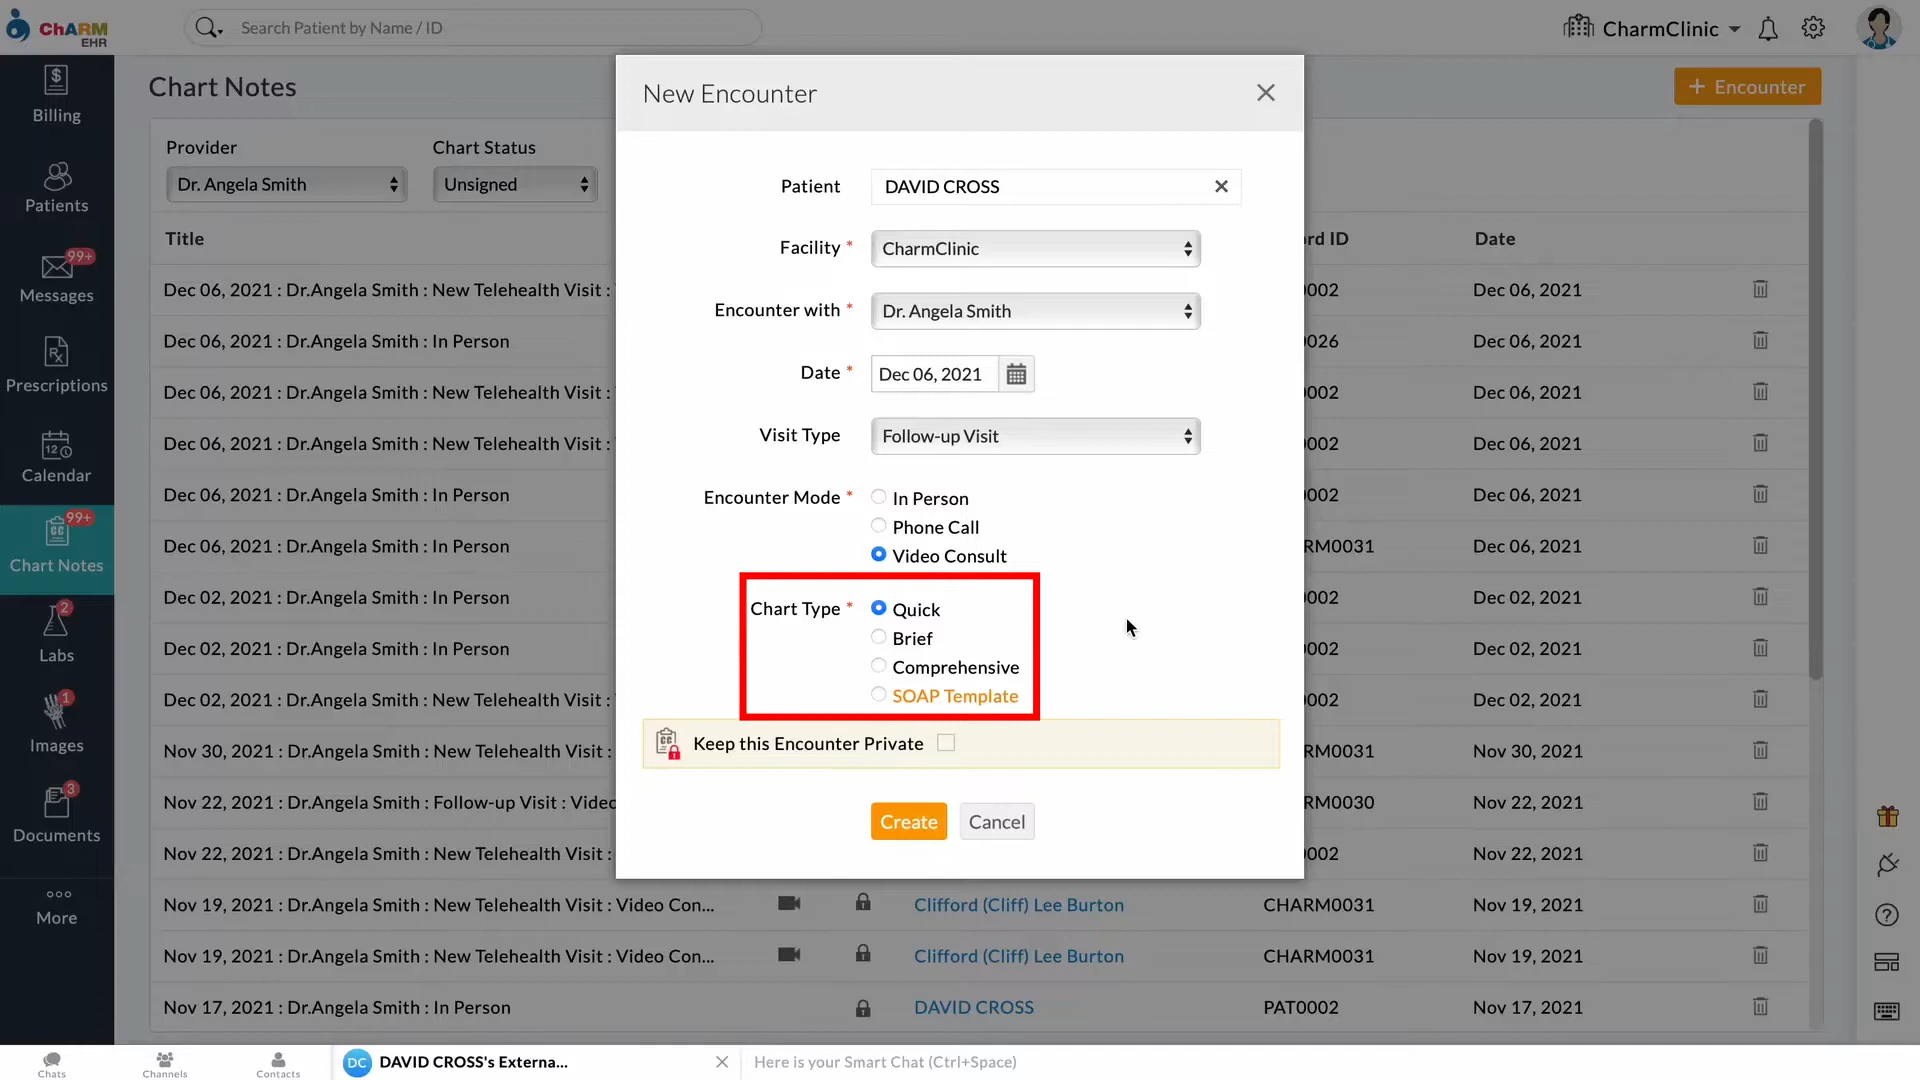 ChARM
EHR
Search Patient by Name / ID
CharmClinic
Billing
Patients
99+
Messages
Prescriptions
Calendar
99+
Chart Notes
2
Labs
1
Images
3
Documents
More
Chart Notes
+ Encounter
Provider
Chart Status
Dr. Angela Smith
Unsigned
Title
rd ID
Date
Dec 06, 2021 : Dr.Angela Smith : New Telehealth Visit :
0002
Dec 06, 2021
Dec 06, 2021 : Dr.Angela Smith : In Person
0026
Dec 06, 2021
Dec 06, 2021 : Dr.Angela Smith : New Telehealth Visit :
0002
Dec 06, 2021
Dec 06, 2021 : Dr.Angela Smith : New Telehealth Visit :
0002
Dec 06, 2021
Dec 06, 2021 : Dr.Angela Smith : In Person
0002
Dec 06, 2021
Dec 06, 2021 : Dr.Angela Smith : In Person
RM0031
Dec 06, 2021
Dec 02, 2021 : Dr.Angela Smith : In Person
0002
Dec 02, 2021
Dec 02, 2021 : Dr.Angela Smith : In Person
0002
Dec 02, 2021
Dec 02, 2021 : Dr.Angela Smith : New Telehealth Visit :
0002
Dec 02, 2021
Nov 30, 2021 : Dr.Angela Smith : New Telehealth Visit :
RM0031
Nov 30, 2021
Nov 22, 2021 : Dr.Angela Smith : Follow-up Visit : Video
RM0030
Nov 22, 2021
Nov 22, 2021 : Dr.Angela Smith : New Telehealth Visit :
0002
Nov 22, 2021
Nov 19, 2021 : Dr.Angela Smith : New Telehealth Visit : Video Con...
Clifford (Cliff) Lee Burton
CHARM0031
Nov 19, 2021
Nov 19, 2021 : Dr.Angela Smith : New Telehealth Visit : Video Con...
Clifford (Cliff) Lee Burton
CHARM0031
Nov 19, 2021
Nov 17, 2021 : Dr.Angela Smith : In Person
DAVID CROSS
PAT0002
Nov 17, 2021
New Encounter
Patient
DAVID CROSS
Facility *
CharmClinic
Encounter with *
Dr. Angela Smith
Date *
Dec 06, 2021
Visit Type
Follow-up Visit
Encounter Mode *
In Person
Phone Call
Video Consult
Chart Type *
Quick
Brief
Comprehensive
SOAP Template
Keep this Encounter Private
Create
Cancel
Chats
Channels
Contacts
DC
DAVID CROSS's Externa...
Here is your Smart Chat (Ctrl+Space)